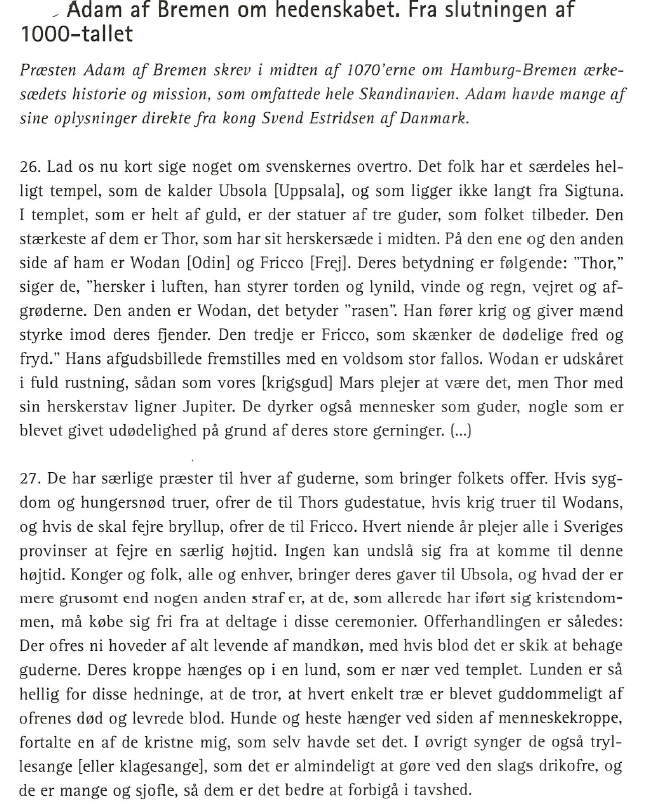 Adam af Bremen om hedenskabet. Fra slutningen af
1000-tallet
Præsten Adam af Bremen skrev i midten af 1070'erne om Hamburg-Bremen ærke-
sædets historie og mission, som omfattede hele Skandinavien. Adam havde mange af
sine oplysninger direkte fra kong Svend Estridsen af Danmark.
26. Lad os nu kort sige noget om svenskernes overtro. Det folk har et særdeles hel-
ligt tempel, som de kalder Ubsola [Uppsala], og som ligger ikke langt fra Sigtuna.
I templet, som er helt af guld, er der statuer af tre guder, som folket tilbeder. Den
stærkeste af dem er Thor, som har sit herskersæde i midten. På den ene og den anden
side af ham er Wodan [Odin] og Fricco [Frej]. Deres betydning er følgende: "Thor,"
siger de, "hersker i luften, han styrer torden og lynild, vinde og regn, vejret og af-
grøderne. Den anden er Wodan, det betyder "rasen". Han fører krig og giver mænd
styrke imod deres fjender. Den tredje er Fricco, som skænker de dødelige fred og
fryd." Hans afgudsbillede fremstilles med en voldsom stor fallos. Wodan er udskåret
i fuld rustning, sådan som vores [krigsgud] Mars plejer at være det, men Thor med
sin herskerstav ligner Jupiter. De dyrker også mennesker som guder, nogle som er
blevet givet udødelighed på grund af deres store gerninger. (...)
27. De har særlige præster til hver af guderne, som bringer folkets offer. Hvis syg-
dom og hungersnød truer, ofrer de til Thors gudestatue, hvis krig truer til Wodans,
og hvis de skal fejre bryllup, ofrer de til Fricco. Hvert niende år plejer alle i Sveriges
provinser at fejre en særlig højtid. Ingen kan undslå sig fra at komme til denne
højtid. Konger og folk, alle og enhver, bringer deres gaver til Ubsola, og hvad der er
mere grusomt end nogen anden straf er, at de, som allerede har iført sig kristendom-
men, må købe sig fri fra at deltage i disse ceremonier. Offerhandlingen er således:
Der ofres ni hoveder af alt levende af mandkøn, med hvis blod det er skik at behage
guderne. Deres kroppe hænges op i en lund, som er nær ved templet. Lunden er så
hellig for disse hedninge, at de tror, at hvert enkelt træ er blevet guddommeligt af
ofrenes død og levrede blod. Hunde og heste hænger ved siden af menneskekroppe,
fortalte en af de kristne mig, som selv havde set det. I øvrigt synger de også tryl-
lesange [eller klagesange], som det er almindeligt at gøre ved den slags drikofre, og
de er mange og sjofle, så dem er det bedre at forbigå i tavshed.